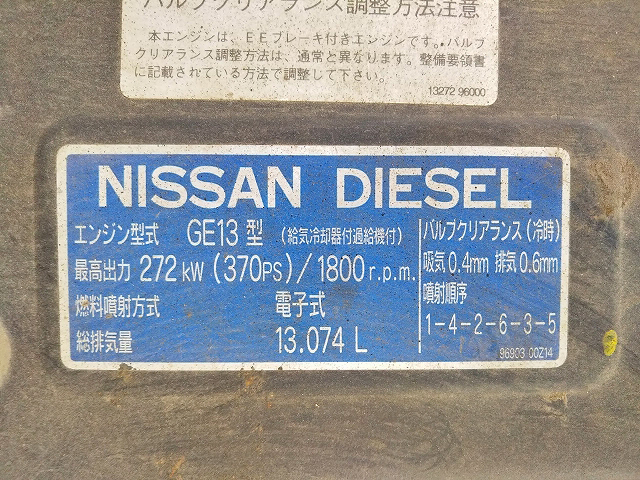 バルブクリアランス調整方法注意
本エンジンは、EEブレーキ付きエンジンです。バルブ
クリアランス調整方法は、通常と異なります。整備要領書
に記載されている方法で調整して下さい。
13272 96000
NISSAN DIESEL
エンジン型式 GE13 型 (給気冷却器付過給機付)
最高出力 272 kW (370PS) / 1800 r.p.m.
燃料噴射方式 電子式
総排気量 13.074 L
バルブクリアランス (冷時)
吸気 0.4mm 排気 0.6mm
噴射順序
1-4-2-6-3-5
96903 00Z14